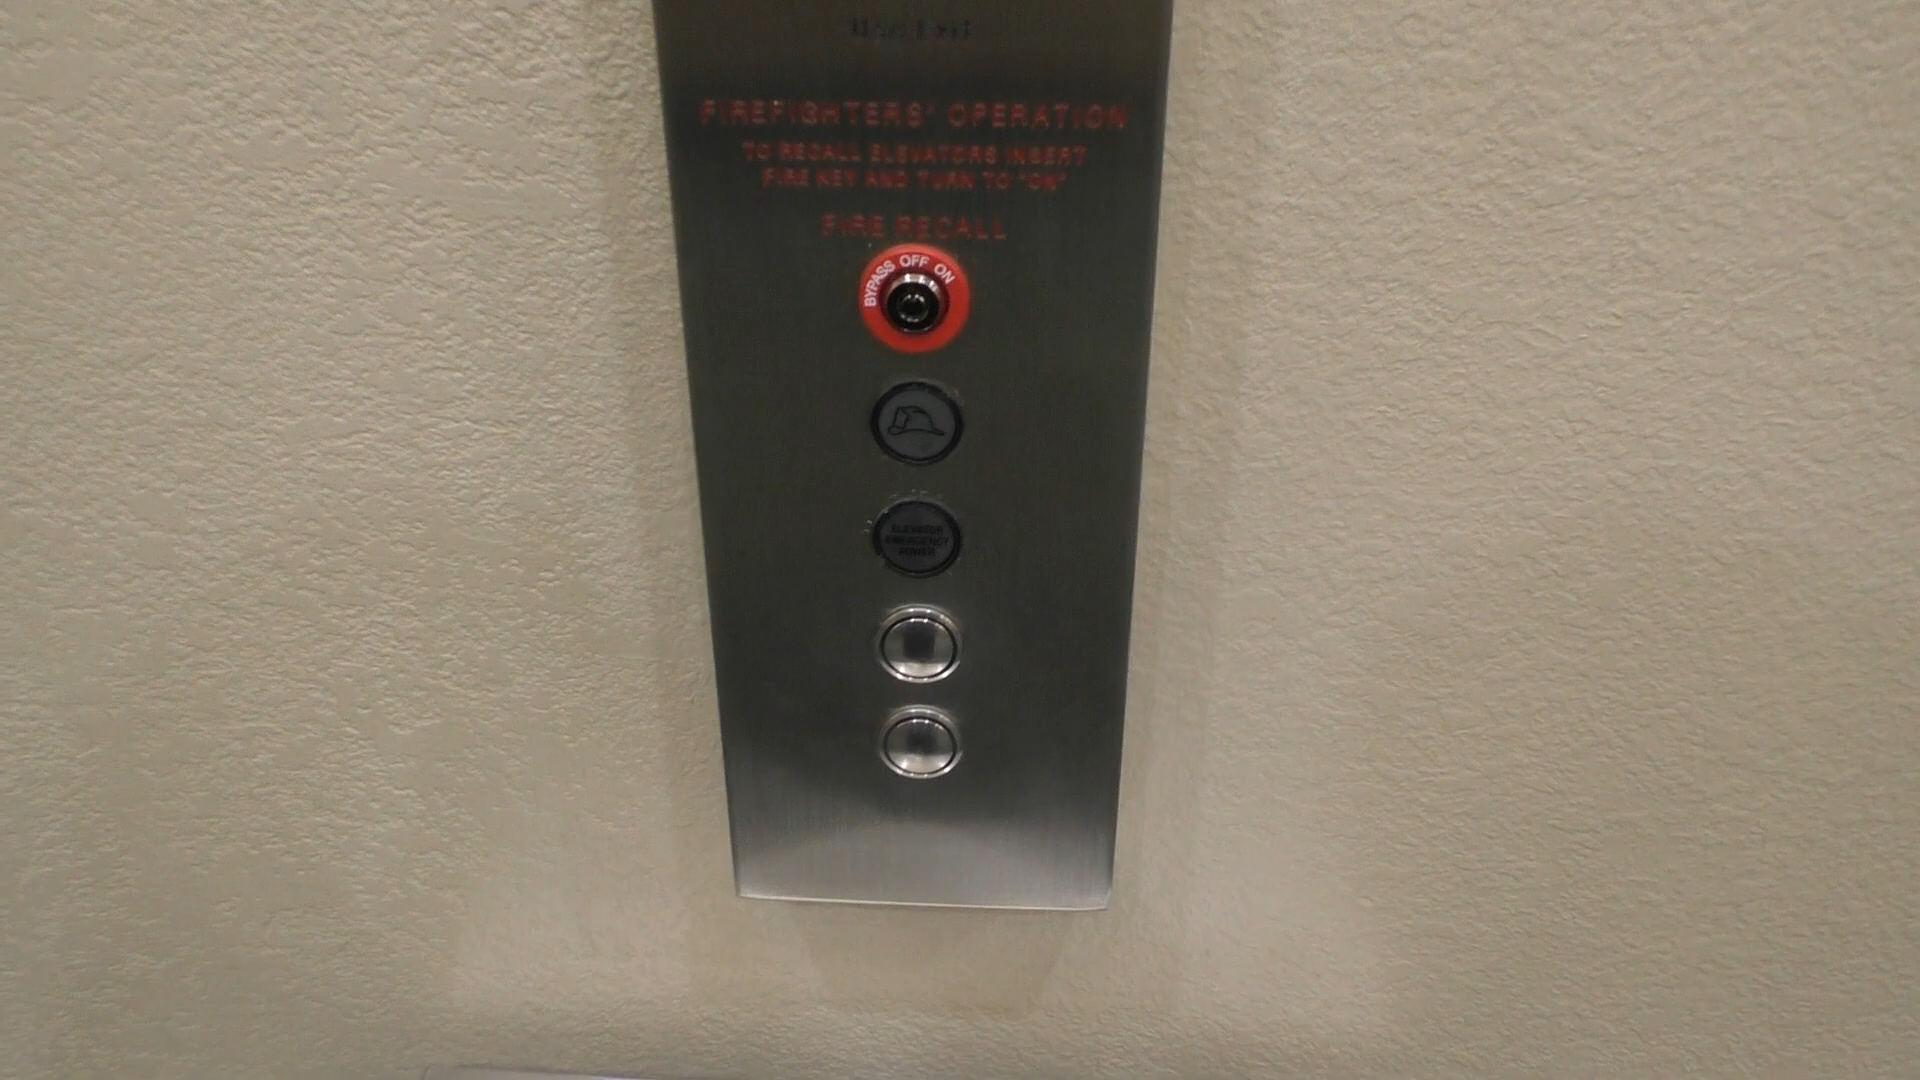 FIREFIGHTERS' OPERATION
TO RECALL ELEVATORS INSERT
FIRE KEY AND TURN TO "ON"
FIRE RECALL
BYPASS OFF ON
ELEVATOR
EMERGENCY
POWER